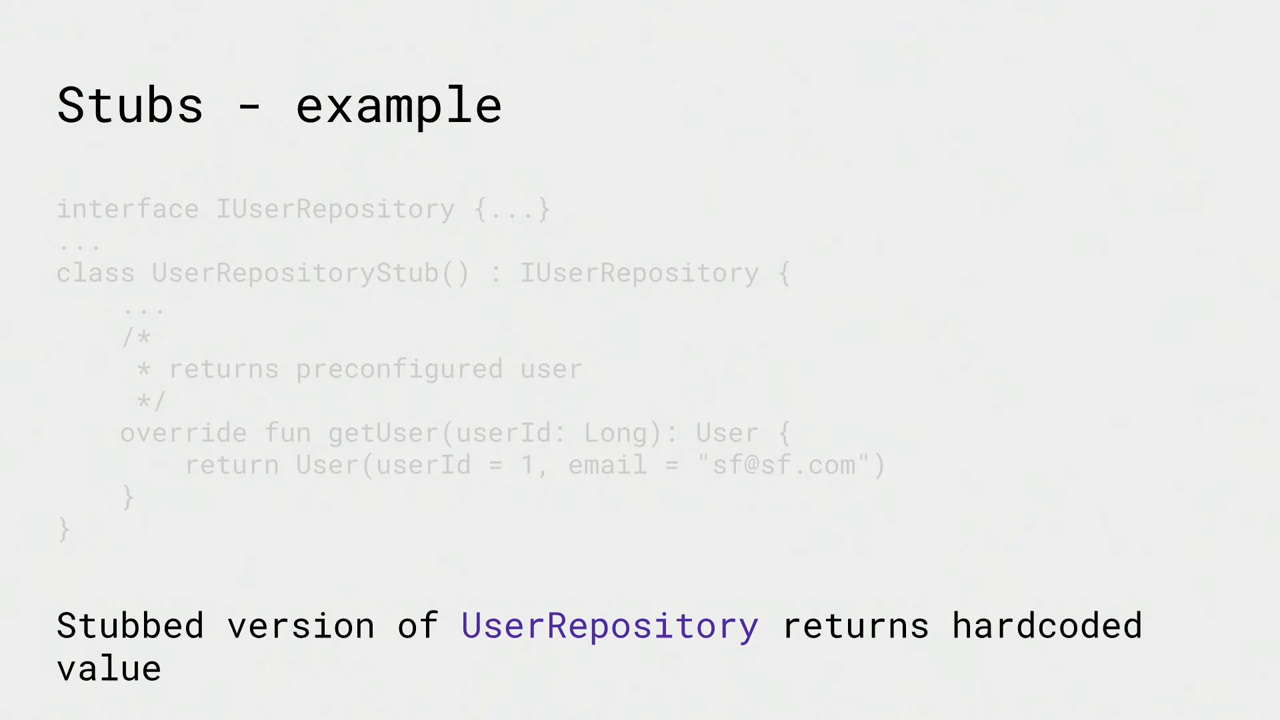 Stubs - example
interface IUserRepository {...}
...
class UserRepositoryStub() : IUserRepository {
    ...
    /*
     * returns preconfigured user
     */
    override fun getUser(userId: Long): User {
        return User(userId = 1, email = "sf@sf.com")
    }
}
Stubbed version of UserRepository returns hardcoded
value